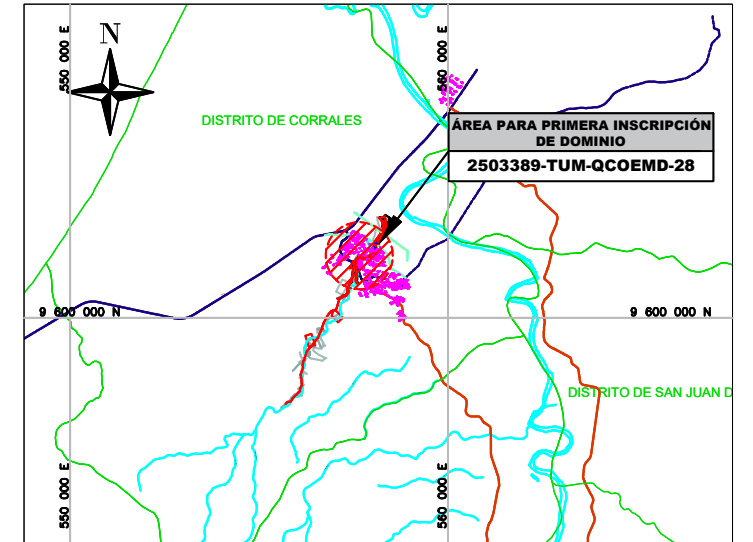 N
550 000 E
560 000 E
DISTRITO DE CORRALES
ÁREA PARA PRIMERA INSCRIPCIÓN
DE DOMINIO
2503389-TUM-QCOEMD-28
9 600 000 N
9 600 000 N
DISTRITO DE SAN JUAN D
550 000 E
560 000 E